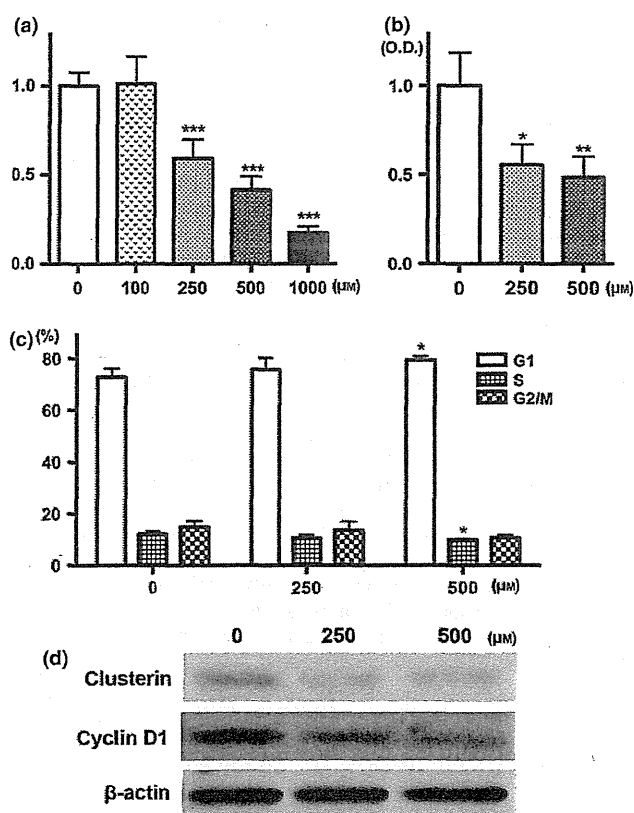 (a)
1.0
0.5
0.0
***
***
***
0 100 250 500 1000 (μM)
(b)
(O.D.)
1.0
0.5
0.0
*
**
0 250 500 (μM)
(c) (%)
80
60
40
20
0
*
*
G1
S
G2/M
0 250 500 (μM)
0 250 500 (μM)
(d)
Clusterin
Cyclin D1
β-actin